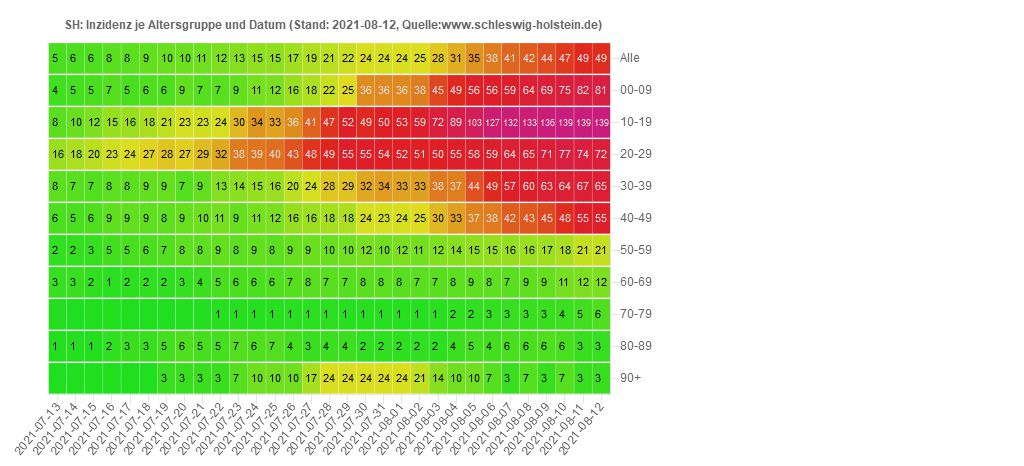 SH: Inzidenz je Altersgruppe und Datum (Stand: 2021-08-12, Quelle:www.schleswig-holstein.de)
5 6 6 8 8 9 10 10 11 12 13 15 15 17 19 21 22 24 24 24 25 28 31 35 38 41 42 44 47 49 49 Alle
4 5 5 7 5 6 6 9 7 7 9 11 12 16 18 22 25 36 36 36 38 45 49 56 56 59 64 69 75 82 81 00-09
8 10 12 15 16 18 21 23 23 24 30 34 33 36 41 47 52 49 50 53 59 72 89 103 127 132 133 136 139 139 139 10-19
16 18 20 23 24 27 28 27 29 32 38 39 40 43 48 49 55 55 54 52 51 50 55 58 59 64 65 71 77 74 72 20-29
8 7 7 8 8 9 9 7 9 13 14 15 16 20 24 28 29 32 34 33 33 38 37 44 49 57 60 63 64 67 65 30-39
6 5 6 9 9 9 8 9 10 11 9 11 12 16 16 18 18 24 23 24 25 30 33 37 38 42 43 45 48 55 55 40-49
2 2 3 5 5 6 7 8 8 9 8 9 8 9 9 10 10 12 10 12 11 12 14 15 15 16 16 17 18 21 21 50-59
3 3 2 1 2 2 2 3 4 5 6 6 6 7 8 7 7 8 8 8 7 7 8 9 8 7 9 9 11 12 12 60-69
1 1 1 1 1 1 1 1 1 1 1 1 1 2 2 3 3 3 3 4 5 6 70-79
1 1 1 2 3 3 5 6 5 5 7 6 7 4 3 4 4 2 2 2 2 2 4 5 4 6 6 6 6 3 3 80-89
3 3 3 3 7 10 10 10 17 24 24 24 24 24 21 14 10 10 7 3 7 3 7 3 3 90+
2021-07-13 2021-07-14 2021-07-15 2021-07-16 2021-07-17 2021-07-18 2021-07-19 2021-07-20 2021-07-21 2021-07-22 2021-07-23 2021-07-24 2021-07-25 2021-07-26 2021-07-27 2021-07-28 2021-07-29 2021-07-30 2021-07-31 2021-08-01 2021-08-02 2021-08-03 2021-08-04 2021-08-05 2021-08-06 2021-08-07 2021-08-08 2021-08-09 2021-08-10 2021-08-11 2021-08-12